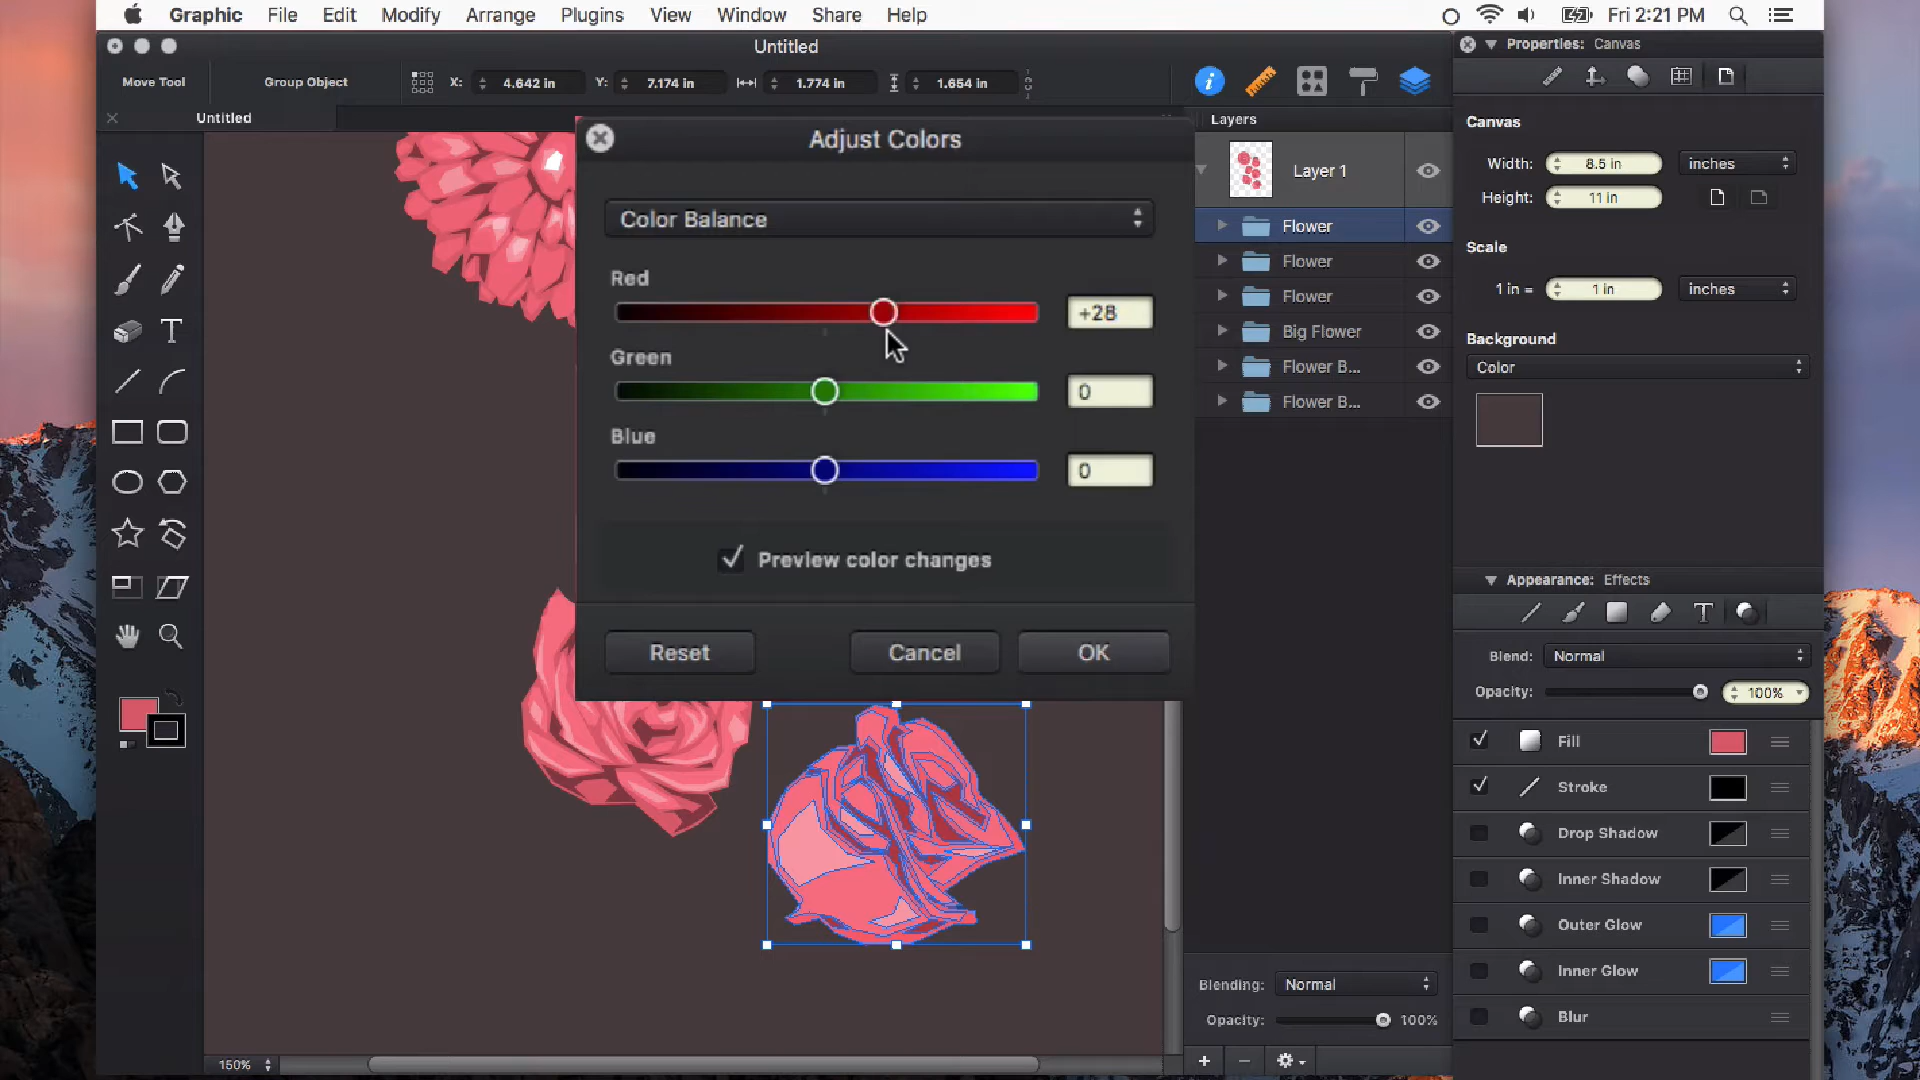 Graphic File Edit Modify Arrange Plugins View Window Share Help Fri 2:21 PM
Untitled
Move Tool Group Object X: 4.642 in Y: 7.174 in 1.774 in 1.654 in
Untitled
Adjust Colors
Color Balance
Red
+28
Green
0
Blue
0
Preview color changes
Reset Cancel OK
150%
Layers
Layer 1
Flower
Flower
Flower
Big Flower
Flower B...
Flower B...
Blending: Normal
Opacity: 100%
Properties: Canvas
Canvas
Width: 8.5 in inches
Height: 11 in
Scale
1 in = 1 in inches
Background
Color
Appearance: Effects
Blend: Normal
Opacity: 100%
Fill
Stroke
Drop Shadow
Inner Shadow
Outer Glow
Inner Glow
Blur